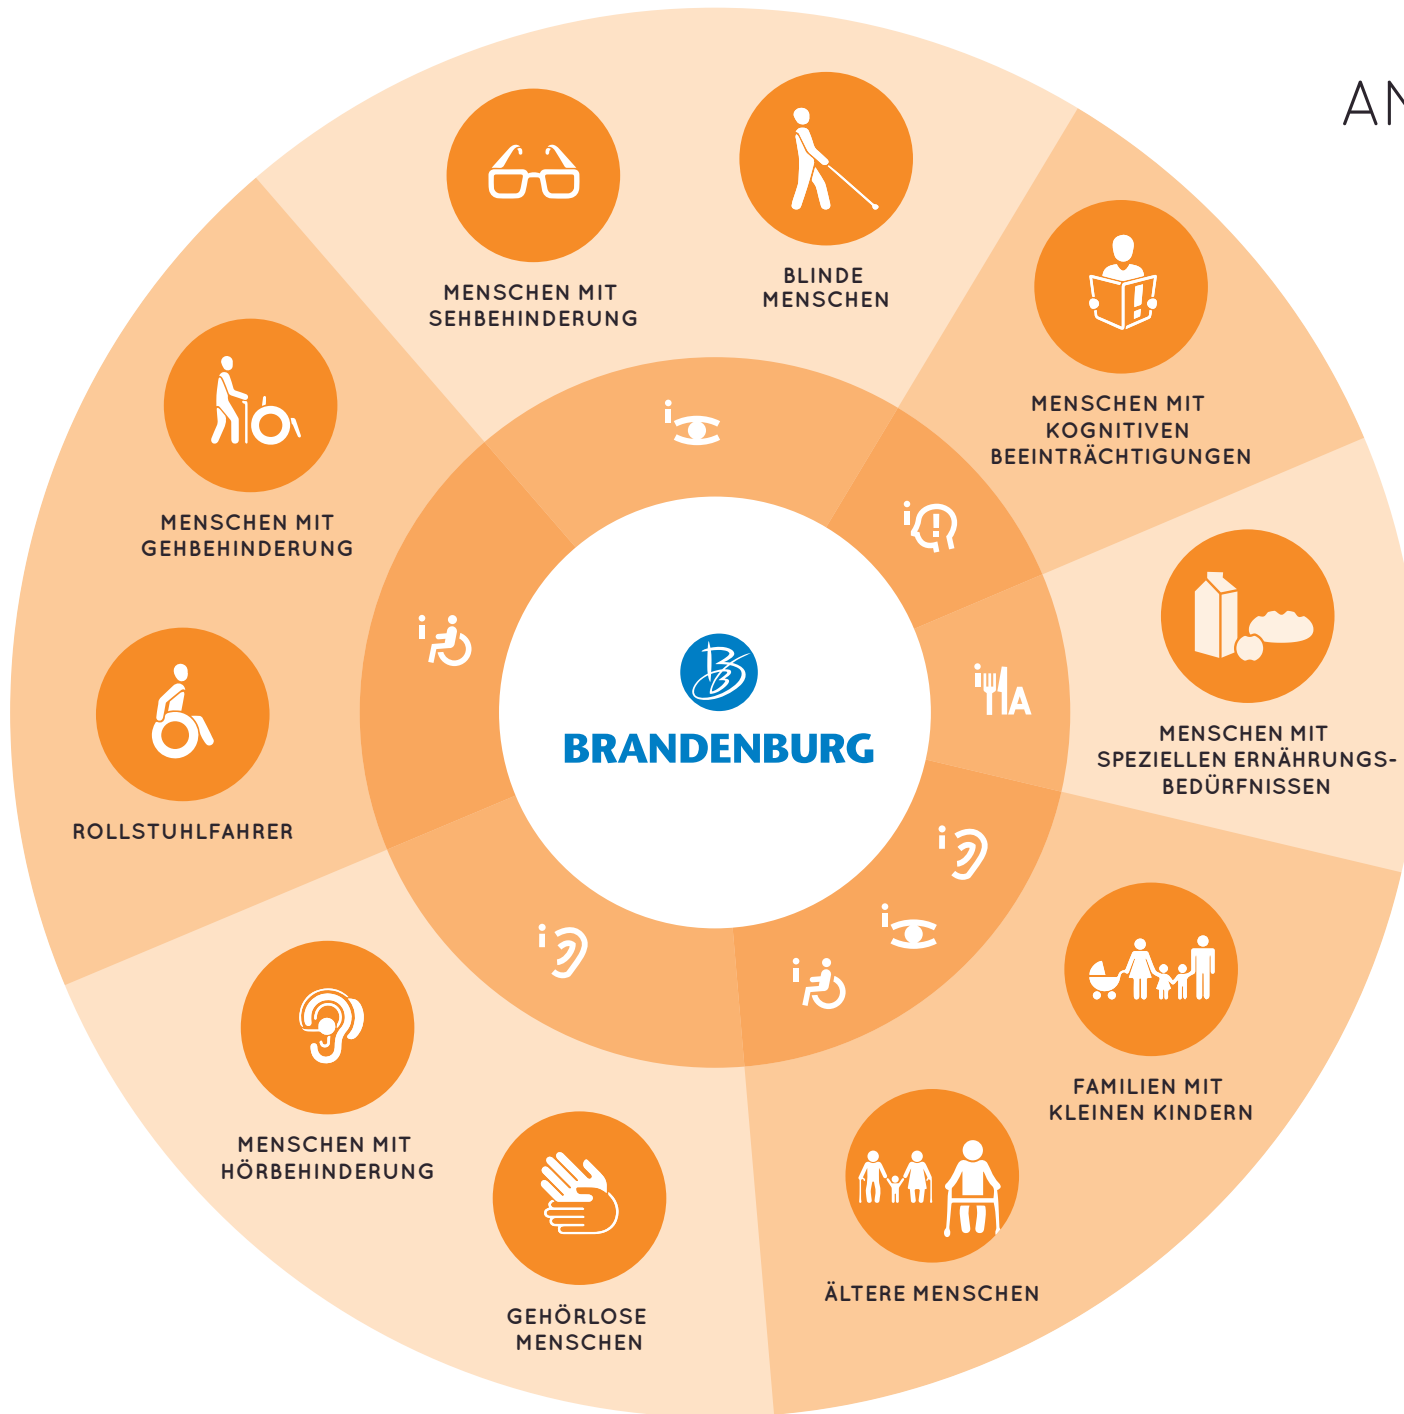 AN
MENSCHEN MIT
SEHBEHINDERUNG
BLINDE
MENSCHEN
MENSCHEN MIT
KOGNITIVEN
BEEINTRÄCHTIGUNGEN
MENSCHEN MIT
GEHBEHINDERUNG
i
i
i
i A
BRANDENBURG
MENSCHEN MIT
SPEZIELLEN ERNÄHRUNGS-
BEDÜRFNISSEN
ROLLSTUHLFAHRER
i
i
i
i
MENSCHEN MIT
HÖRBEHINDERUNG
FAMILIEN MIT
KLEINEN KINDERN
GEHÖRLOSE
MENSCHEN
ÄLTERE MENSCHEN